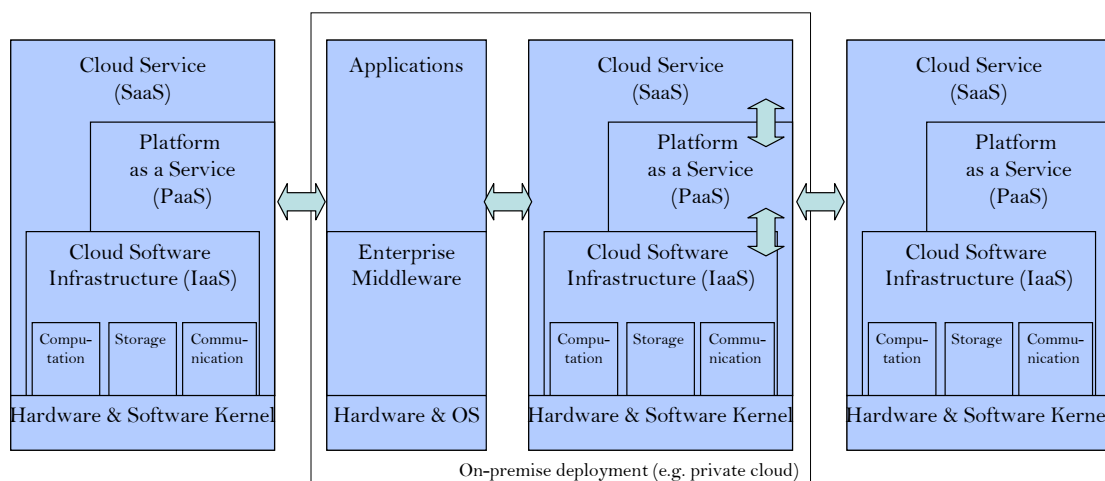 Cloud Service
(SaaS)
Platform
as a Service
(PaaS)
Cloud Software
Infrastructure (IaaS)
Compu-
tation
Storage
Commu-
nication
Hardware & Software Kernel
Applications
Enterprise
Middleware
Hardware & OS
Cloud Service
(SaaS)
Platform
as a Service
(PaaS)
Cloud Software
Infrastructure (IaaS)
Compu-
tation
Storage
Commu-
nication
Hardware & Software Kernel
On-premise deployment (e.g. private cloud)
Cloud Service
(SaaS)
Platform
as a Service
(PaaS)
Cloud Software
Infrastructure (IaaS)
Compu-
tation
Storage
Commu-
nication
Hardware & Software Kernel